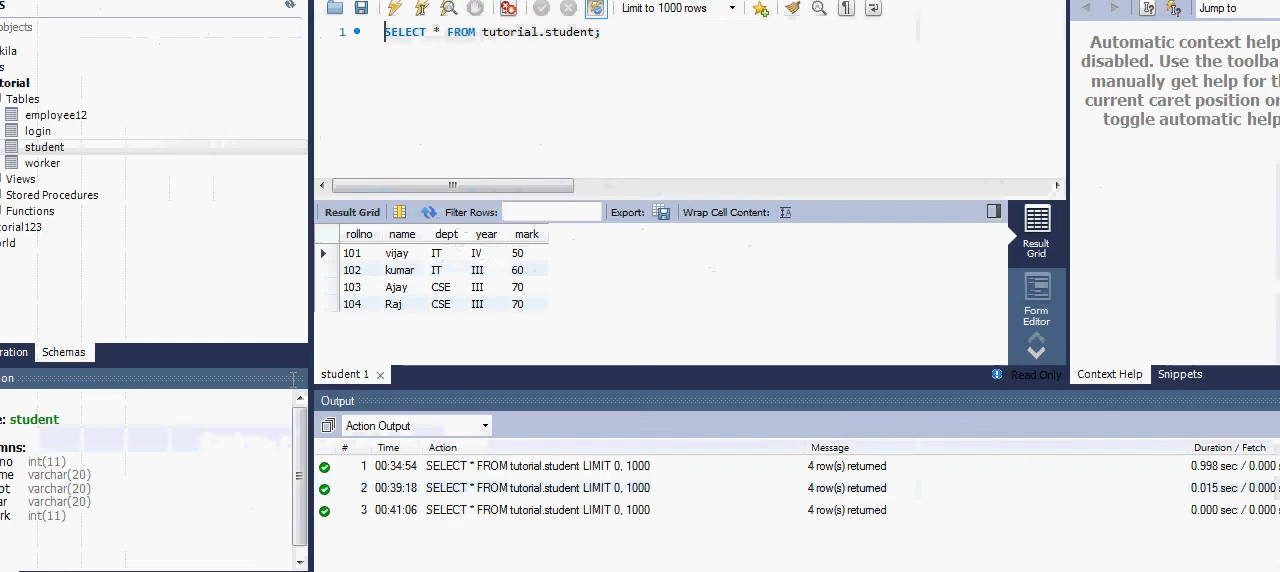 S
objects
kila
s
torial
Tables
employee12
login
student
worker
Views
Stored Procedures
Functions
torial123
orld
ration Schemas
on
e: student
mns:
no int(11)
me varchar(20)
pt varchar(20)
ar varchar(20)
rk int(11)
Limit to 1000 rows
1 SELECT * FROM tutorial.student;
Result Grid Filter Rows: Export: Wrap Cell Content:
rollno name dept year mark
101 vijay IT IV 50
102 kumar IT III 60
103 Ajay CSE III 70
104 Raj CSE III 70
Result
Grid
Form
Editor
student 1
Read Only
Jump to
Automatic context help
disabled. Use the toolba
manually get help for th
current caret position or
toggle automatic help
Context Help Snippets
Output
Action Output
# Time Action Message Duration / Fetch
1 00:34:54 SELECT * FROM tutorial.student LIMIT 0, 1000 4 row(s) returned 0.998 sec / 0.000 s
2 00:39:18 SELECT * FROM tutorial.student LIMIT 0, 1000 4 row(s) returned 0.015 sec / 0.000 s
3 00:41:06 SELECT * FROM tutorial.student LIMIT 0, 1000 4 row(s) returned 0.000 sec / 0.000 s